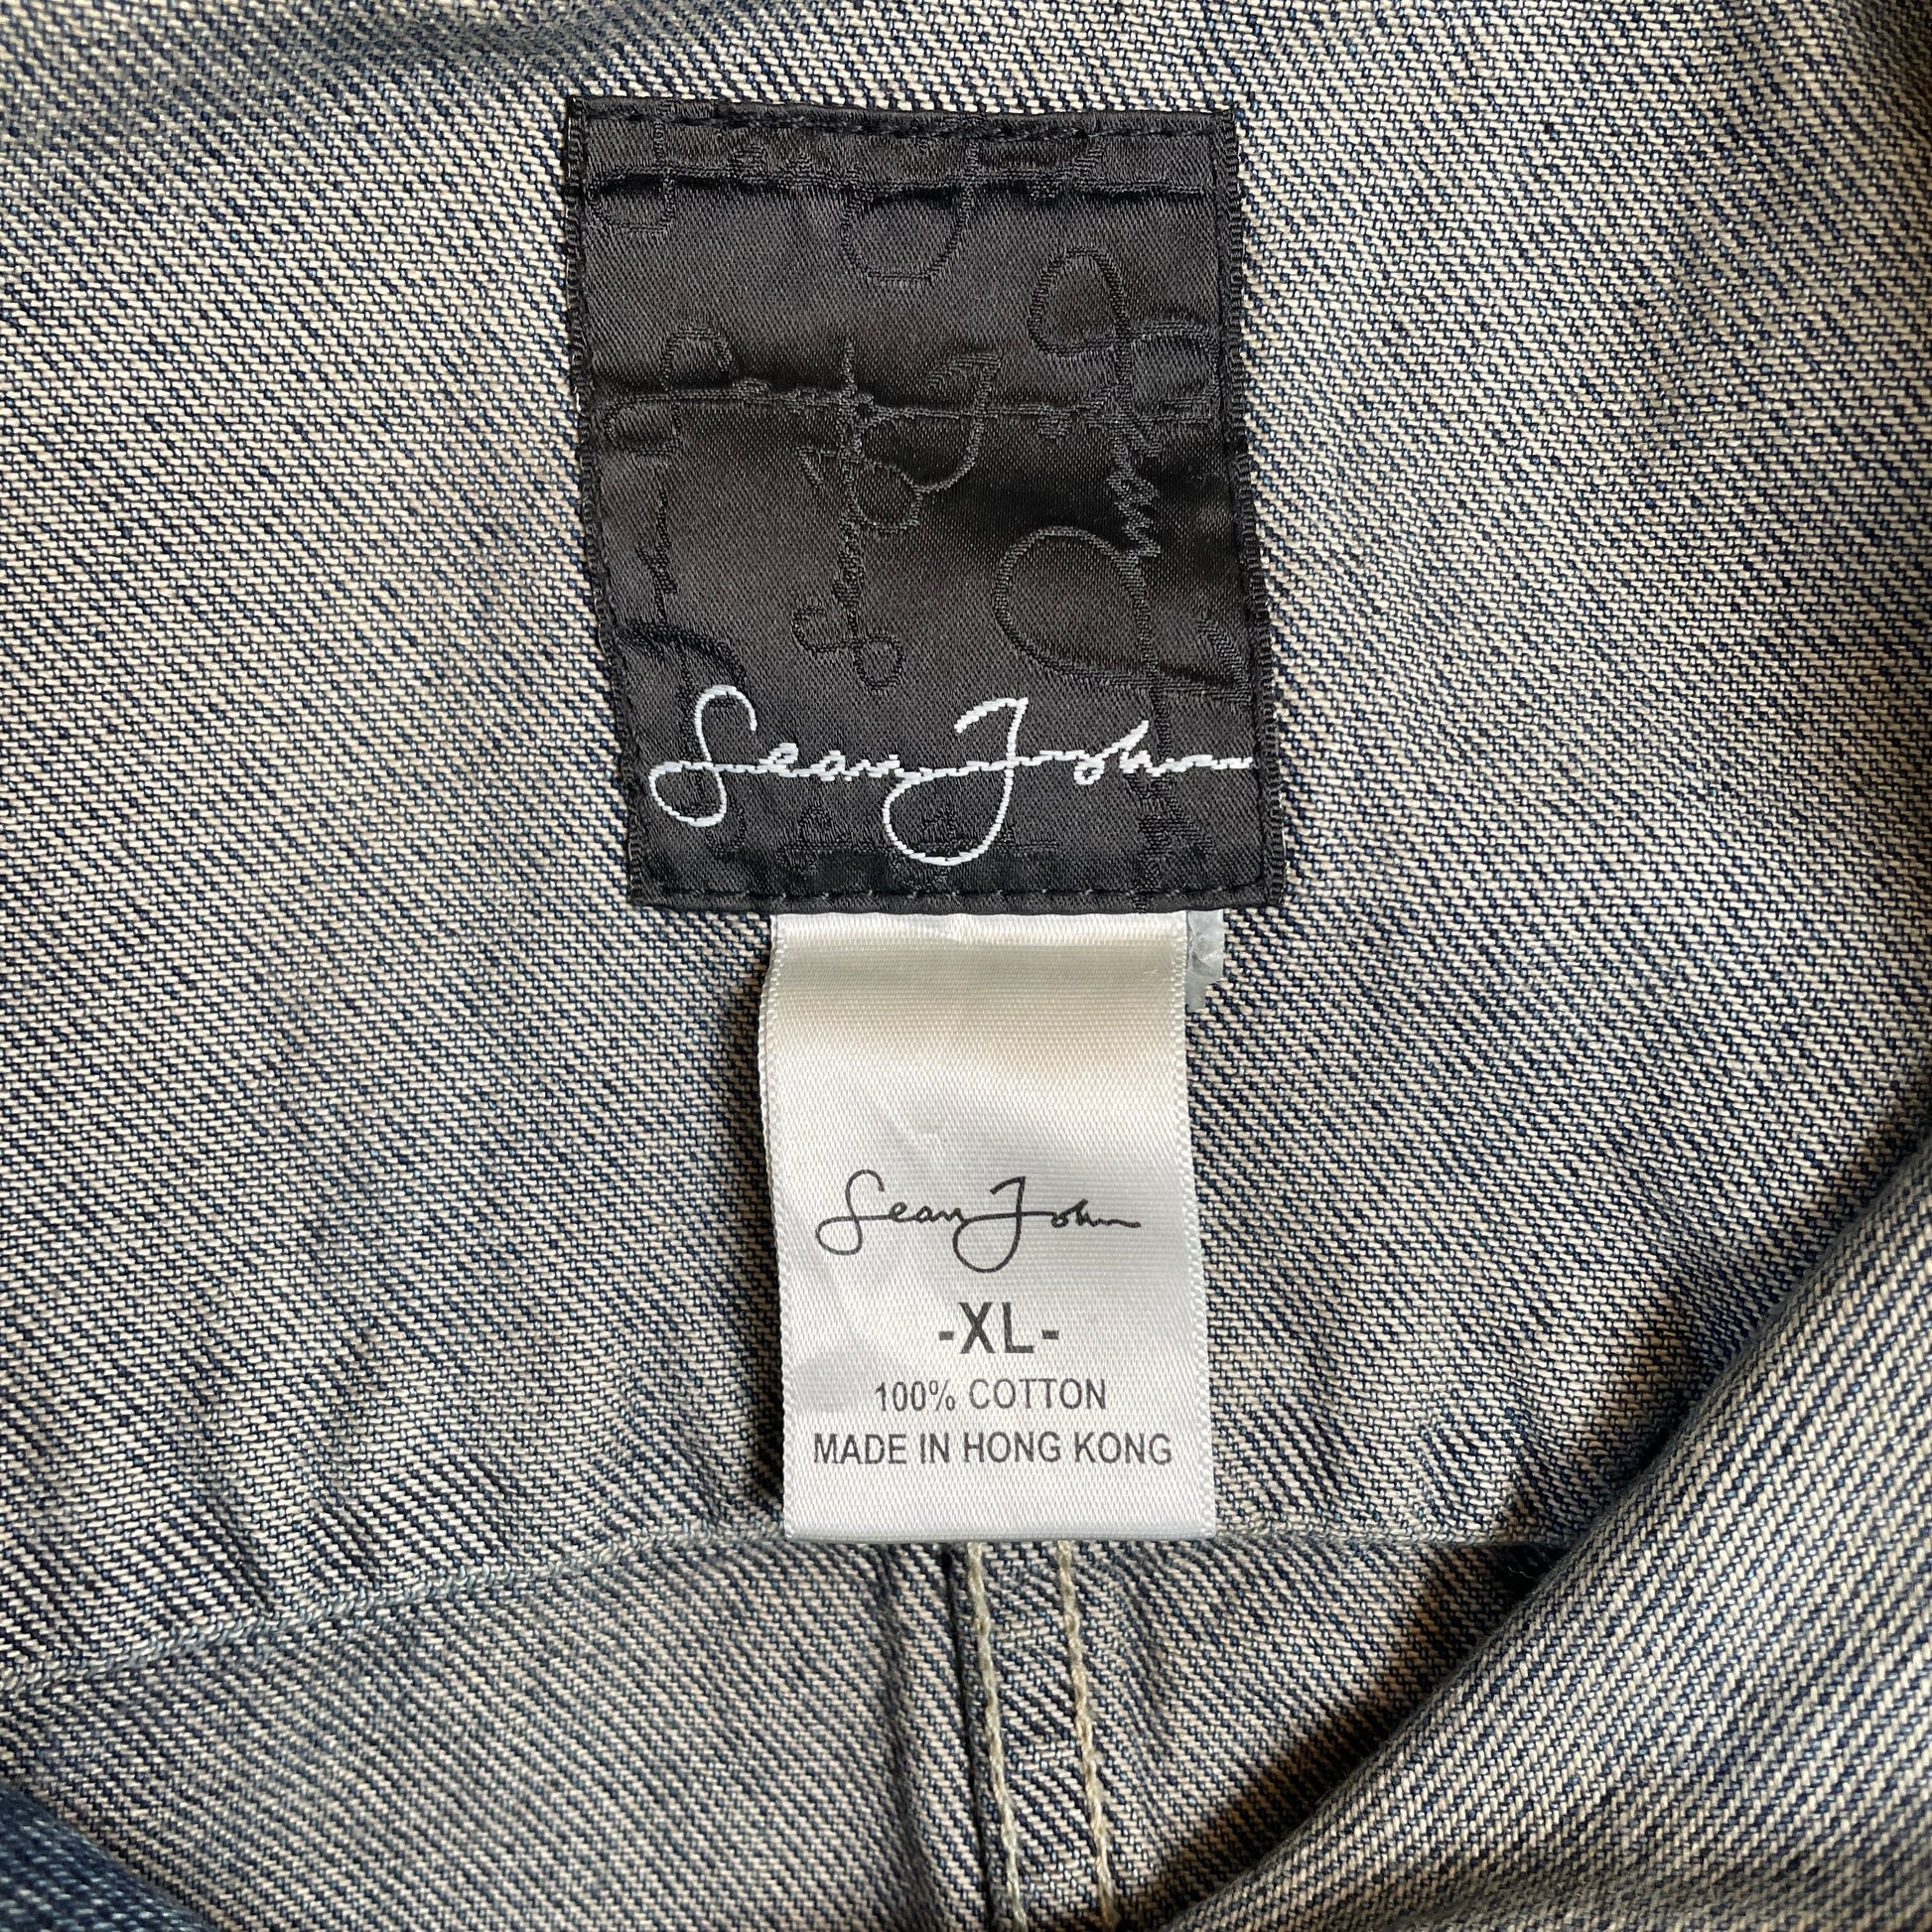 Sean John
Sean John
-XL-
100% COTTON
MADE IN HONG KONG